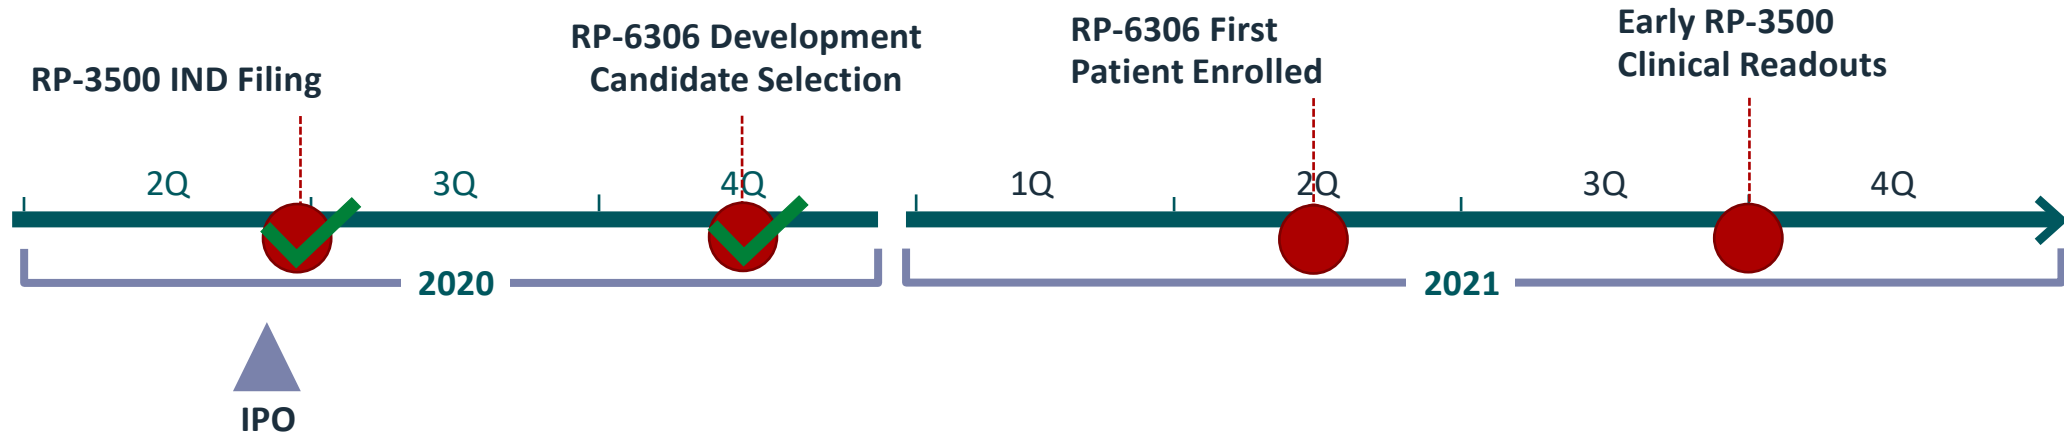 RP-3500 IND Filing
RP-6306 Development
Candidate Selection
RP-6306 First
Patient Enrolled
Early RP-3500
Clinical Readouts
2Q
3Q
4Q
1Q
2Q
3Q
4Q
2020
2021
IPO